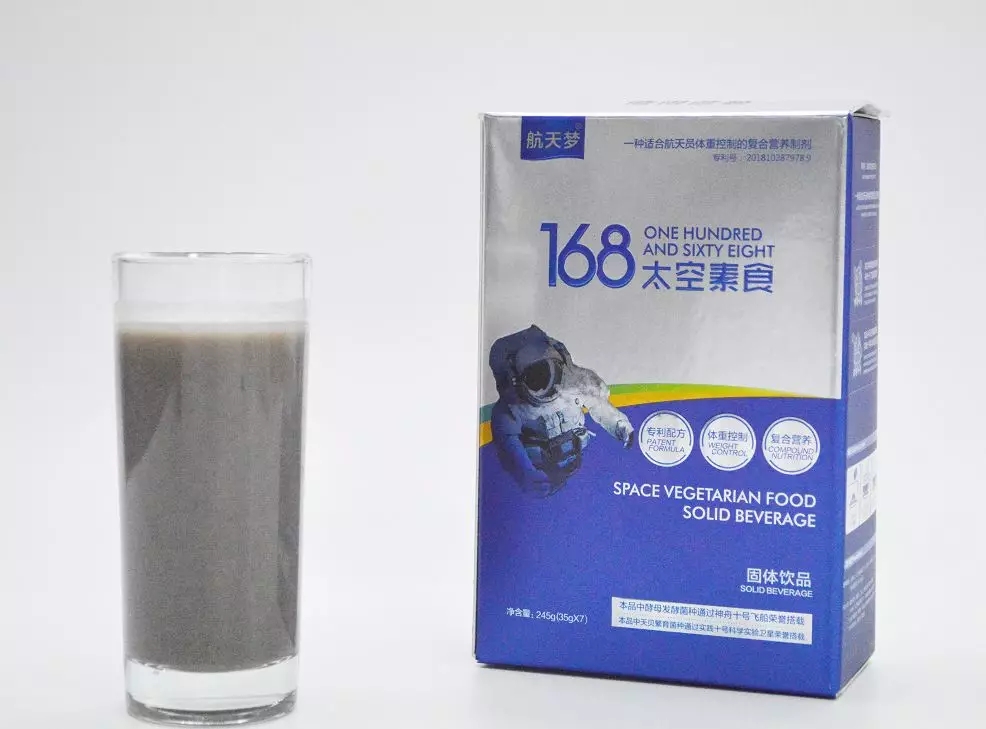 航天梦®
一种适合航天员体重控制的复合营养制剂
专利号：201810387978.9
168
ONE HUNDRED
AND SIXTY EIGHT
太空素食
专利配方
PATENT
FORMULA
体重控制
WEIGHT
CONTROL
复合营养
COMPOUND
NUTRITION
SPACE VEGETARIAN FOOD
SOLID BEVERAGE
固体饮品
SOLID BEVERAGE
净含量：245g(35gX7)
本品中酵母发酵菌种通过神舟十号飞船荣誉搭载
本品中天贝繁育菌种通过实践十号科学实验卫星荣誉搭载